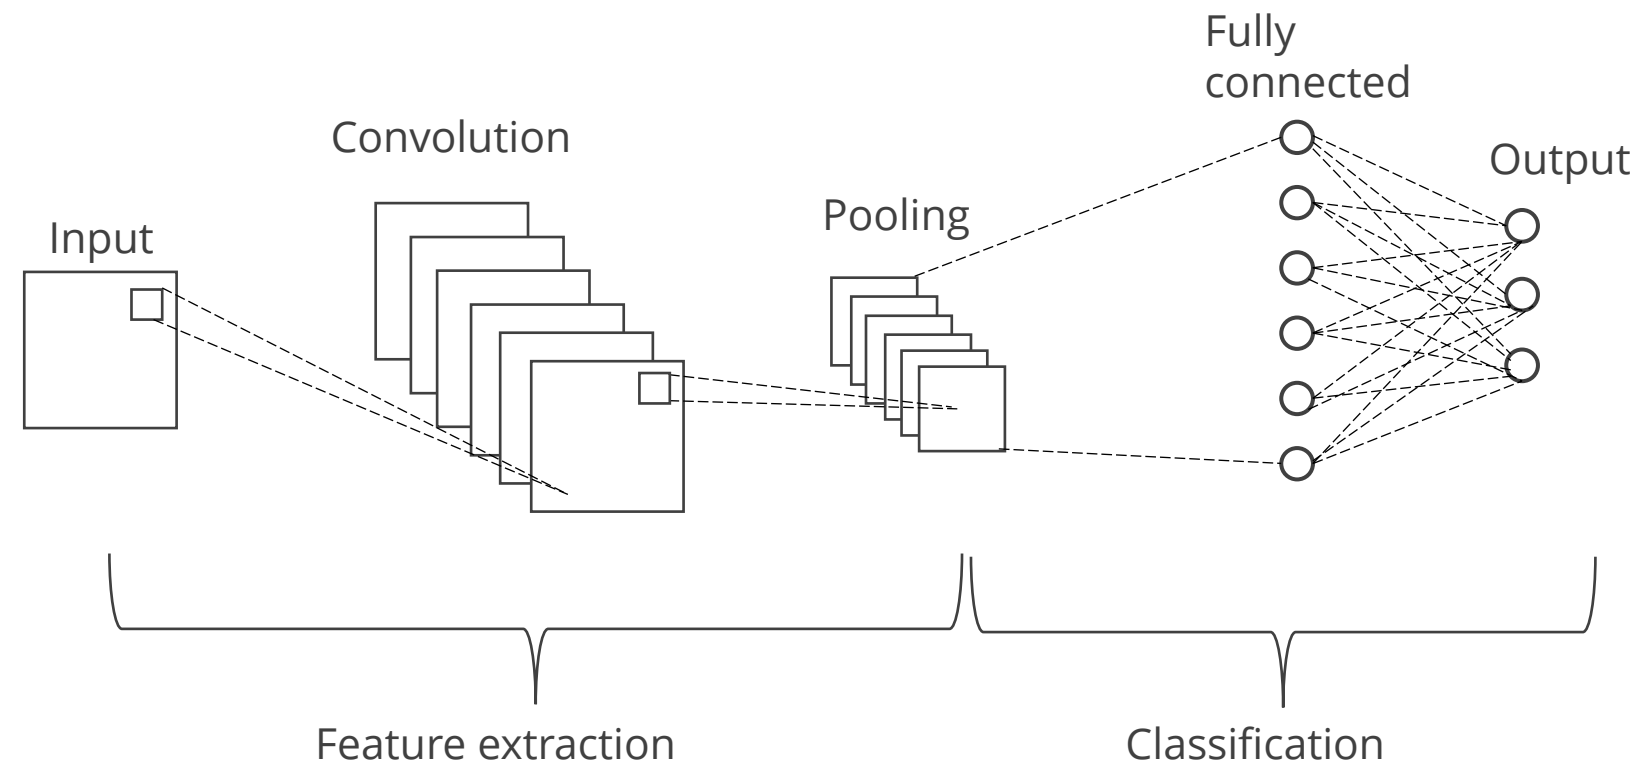 Fully
connected
Convolution
Output
Pooling
Input
Feature extraction
Classification